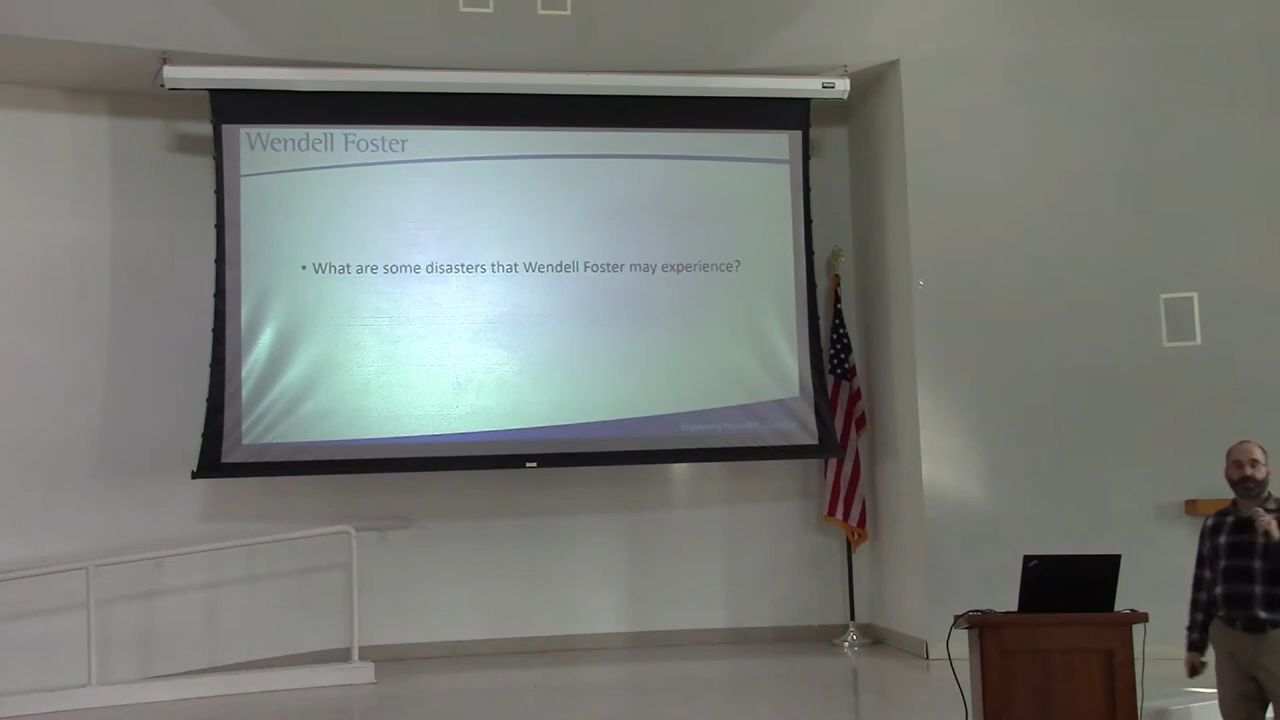 Wendell Foster
• What are some disasters that Wendell Foster may experience?